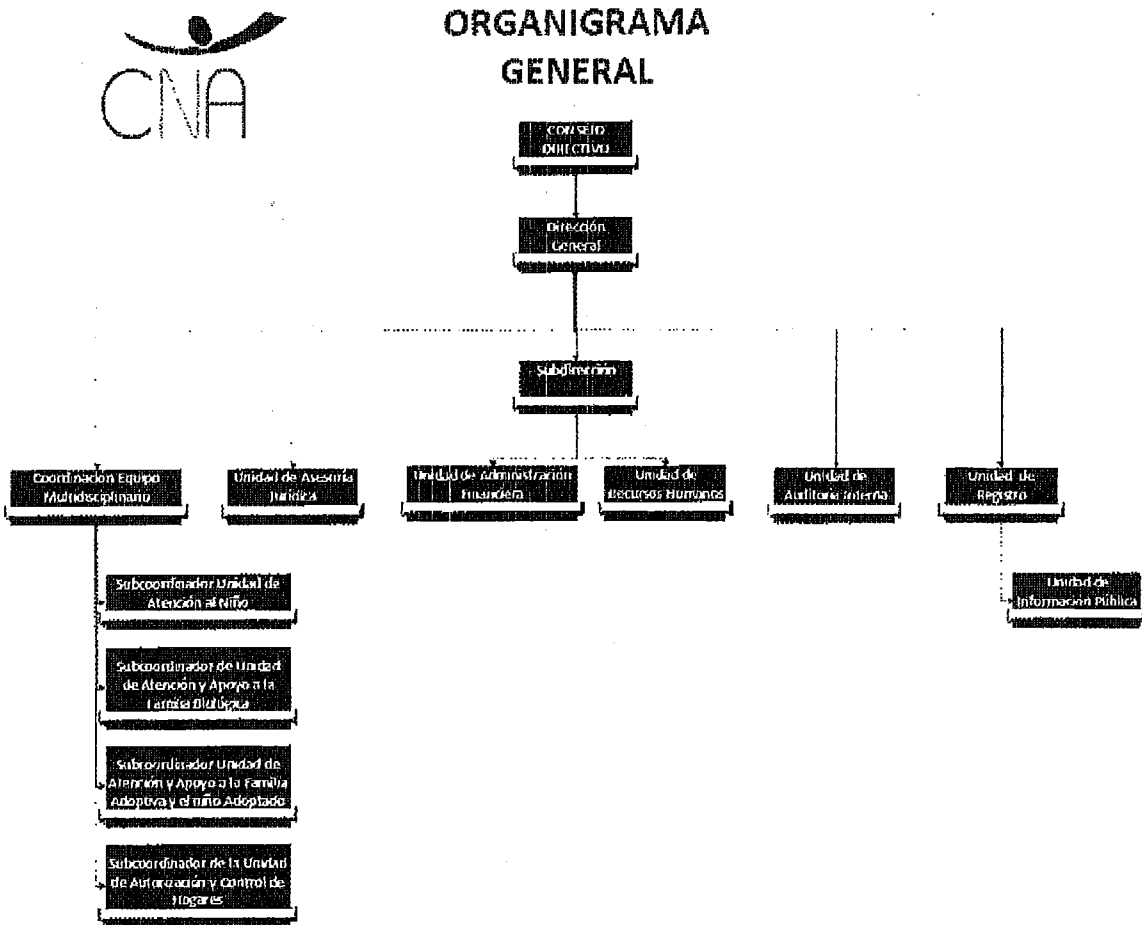 CNA
ORGANIGRAMA
GENERAL
CONSEJO
DIRECTIVO
Dirección
General
Subdirección
Coordinacion Equipo
Multidisciplinario
Unidad de Asesoría
Jurídica
Unidad de Administración
Financiera
Unidad de
Recursos Humanos
Unidad de
Auditoria Interna
Unidad de
Registro
Subcoordinador Unidad de
Atención al Niño
Unidad de
Información Pública
Subcoordinador de Unidad
de Atención y Apoyo a la
Familia Biológica
Subcoordinador Unidad de
Atención y Apoyo a la Familia
Adoptiva y el niño Adoptado
Subcoordinador de la Unidad
de Autorización y Control de
Hogares